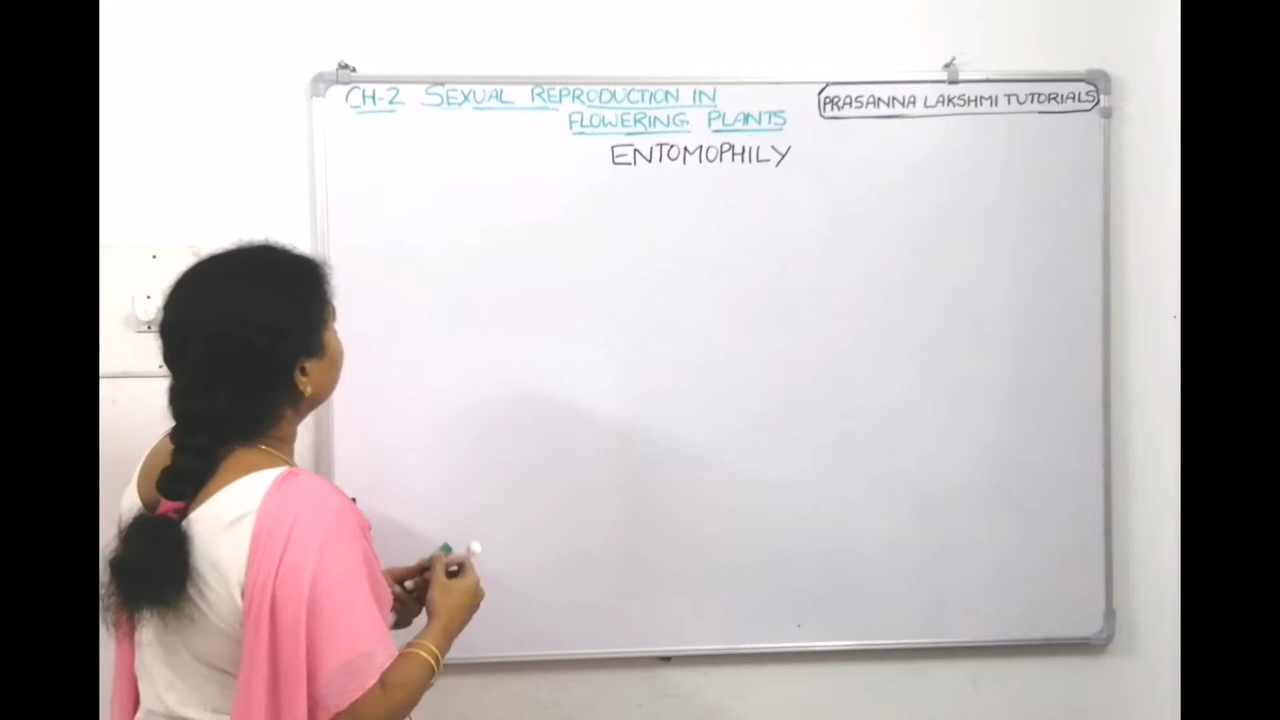 CH-2 SEXUAL REPRODUCTION IN
FLOWERING PLANTS
PRASANNA LAKSHMI TUTORIALS
ENTOMOPHILY